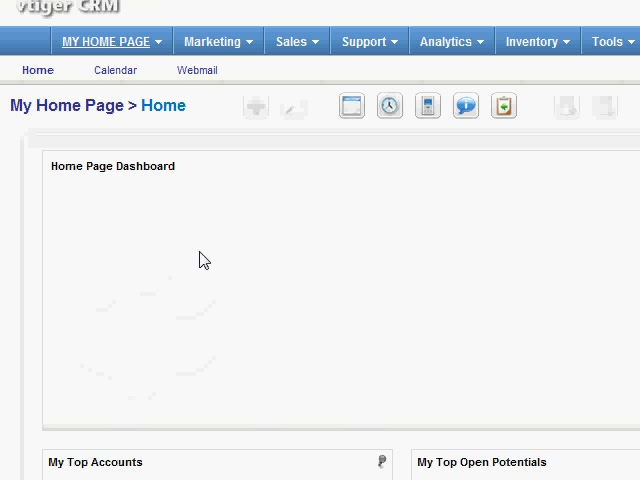 vtiger CRM
MY HOME PAGE Marketing Sales Support Analytics Inventory Tools
Home Calendar Webmail
My Home Page > Home
Home Page Dashboard
My Top Accounts My Top Open Potentials